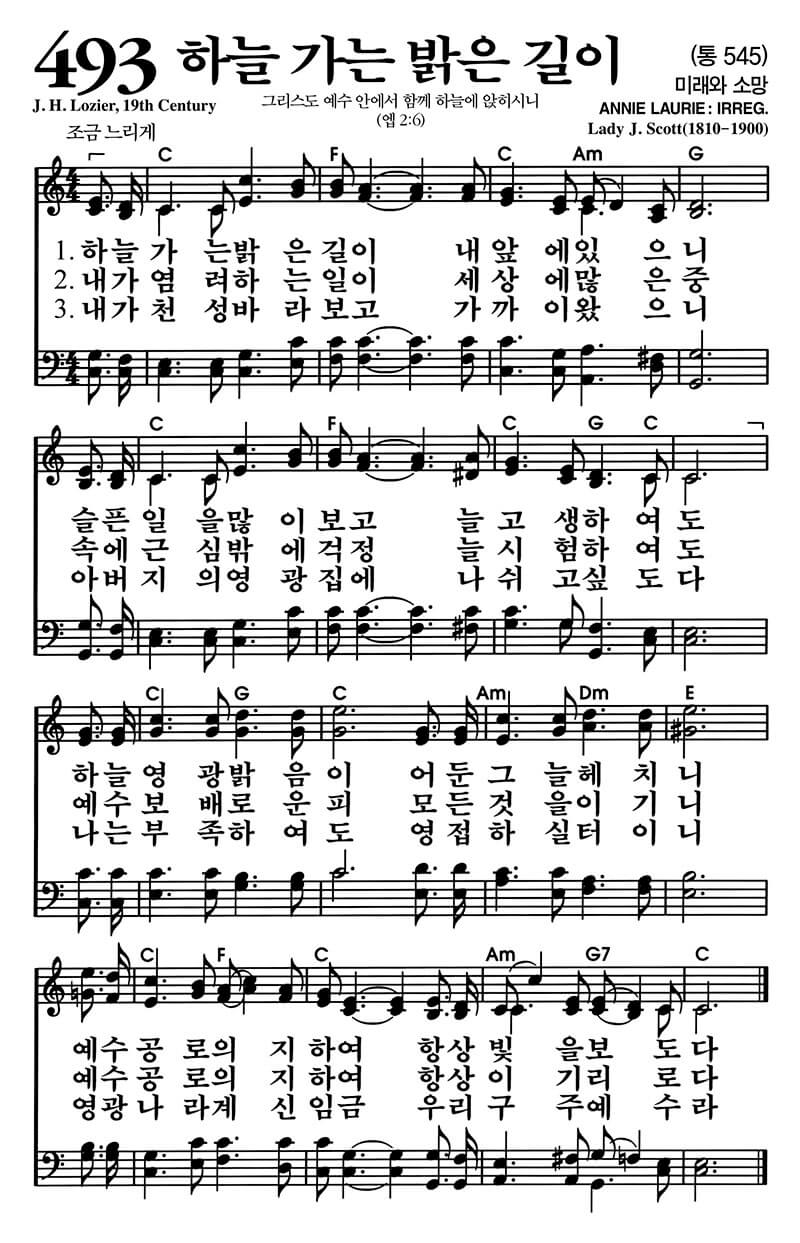 493 하늘 가는 밝은 길이 (통 545)
미래와 소망
J. H. Lozier, 19th Century 그리스도 예수 안에서 함께 하늘에 앉히시니 ANNIE LAURIE : IRREG.
(엡 2:6) Lady J. Scott(1810-1900)
조금 느리게
C F C Am G
1. 하늘 가 는밝 은길이 내앞 에있 으니
2. 내가 염 려하 는일이 세상 에많 은중
3. 내가 천 성바 라보고 가까 이왔 으니
C F C G C
슬픈일 을많 이보고 늘고 생하 여도
속에근 심밖 에걱정 늘시 험하 여도
아버지 의영 광집에 나쉬 고싶 도다
C G C Am Dm E
하늘영 광밝 음이 어둔그 늘헤 치니
예수보 배로 운피 모든것 을이 기니
나는부 족하 여도 영접하 실터 이니
C F C Am G7 C
예수공 로의 지하여 항상빛 을보 도다
예수공 로의 지하여 항상이 기리 로다
영광나 라계 신임금 우리구 주예 수라